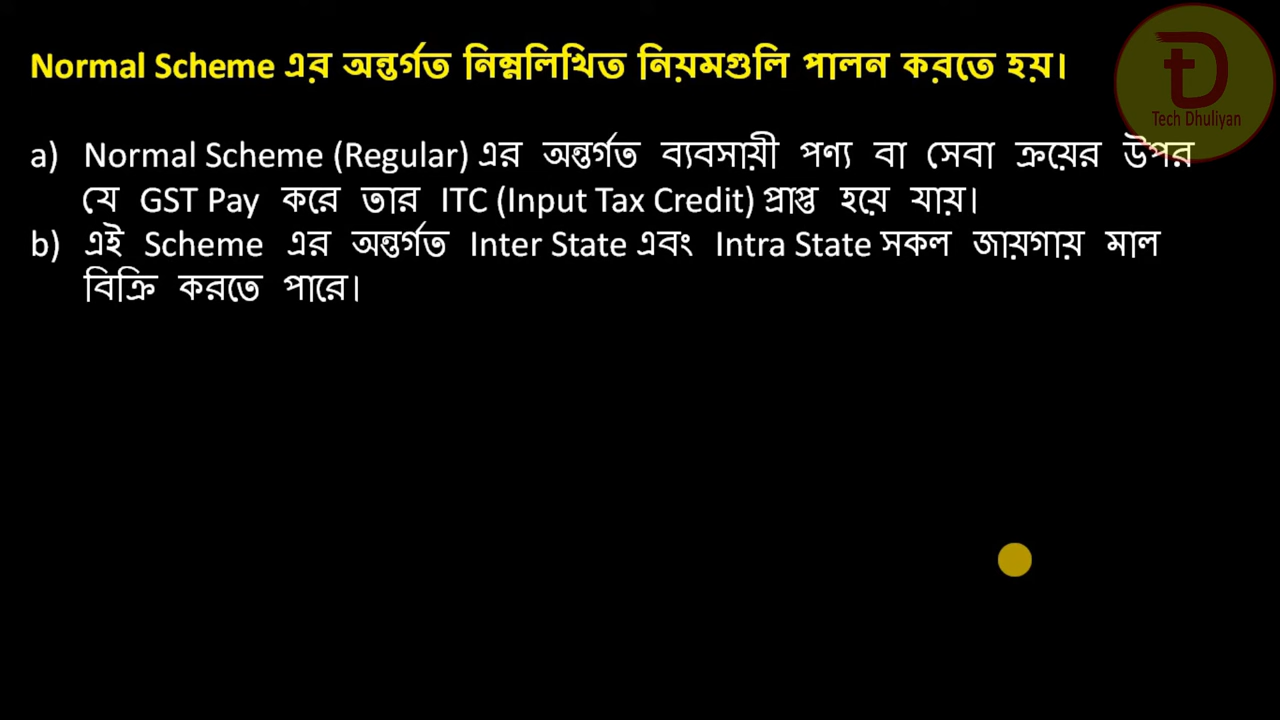 Normal Scheme এর অন্তর্গত নিম্নলিখিত নিয়মগুলি পালন করতে হয়।
Tech Dhuliyan
a) Normal Scheme (Regular) এর অন্তর্গত ব্যবসায়ী পণ্য বা সেবা ক্রয়ের উপর
যে GST Pay করে তার ITC (Input Tax Credit) প্রাপ্ত হয়ে যায়।
b) এই Scheme এর অন্তর্গত Inter State এবং Intra State সকল জায়গায় মাল
বিক্রি করতে পারে।